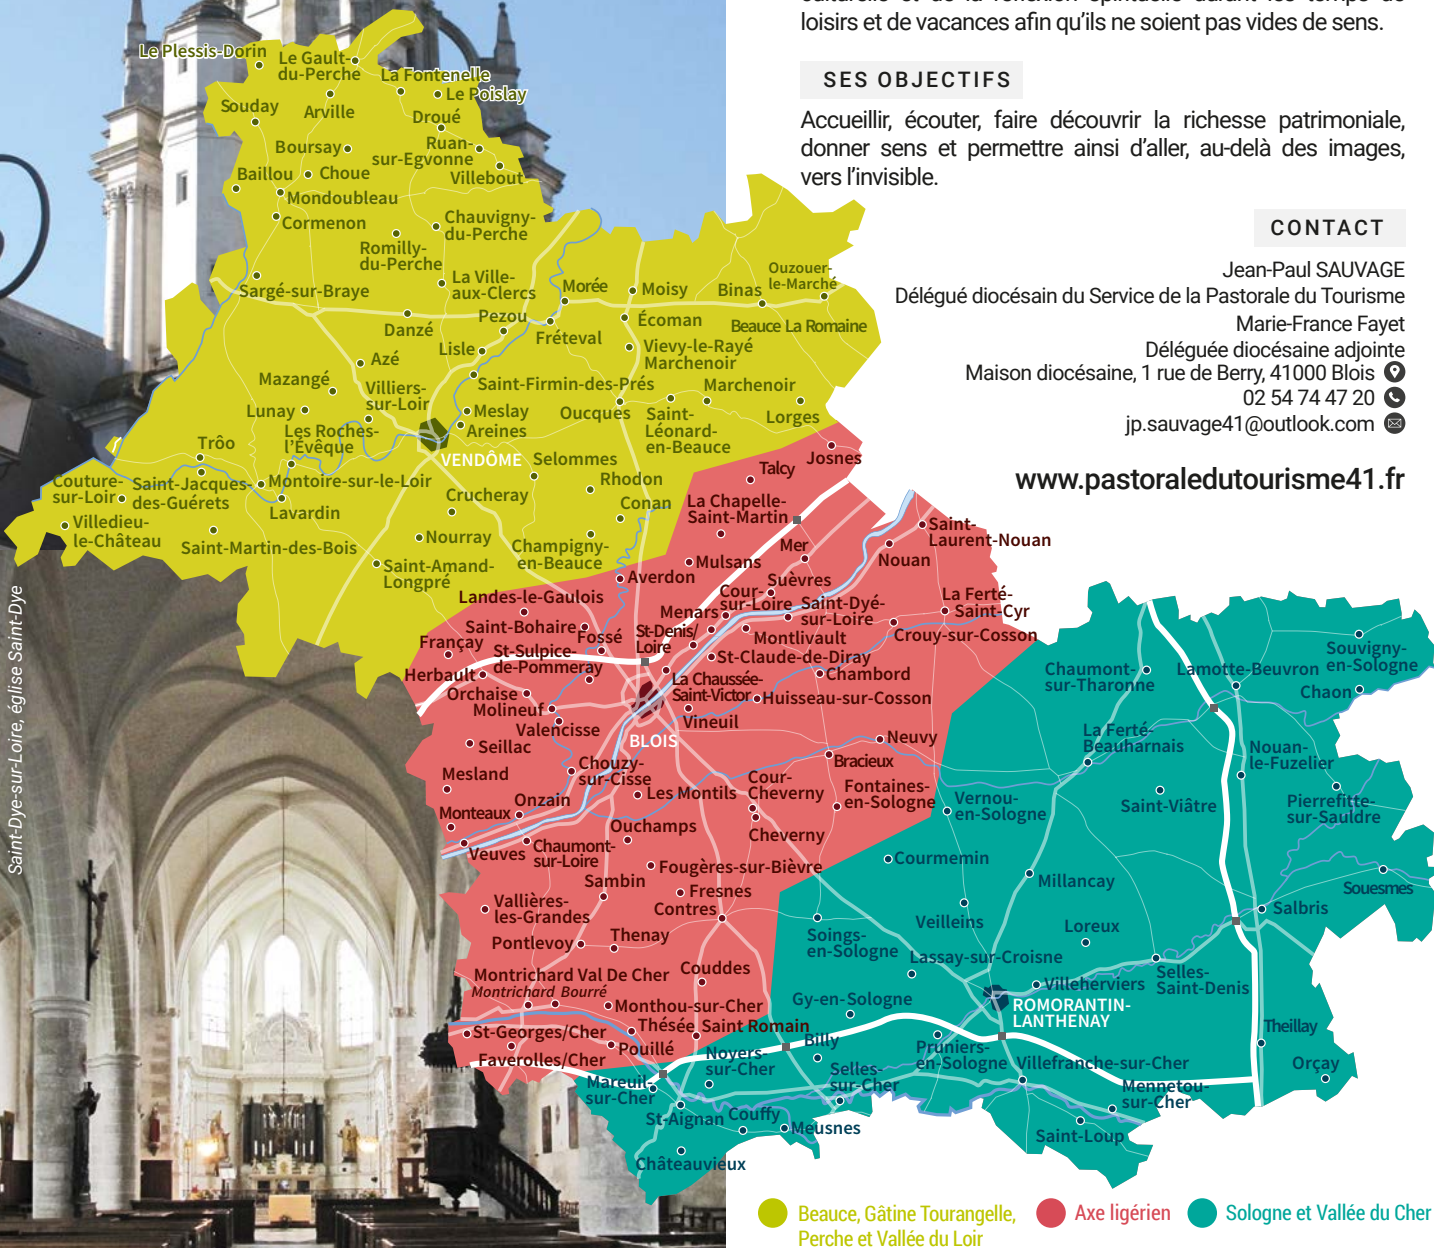 loisirs et de vacances afin qu'ils ne soient pas vides de sens.
SES OBJECTIFS
Accueillir, écouter, faire découvrir la richesse patrimoniale,
donner sens et permettre ainsi d'aller, au-delà des images,
vers l'invisible.
CONTACT
Jean-Paul SAUVAGE
Délégué diocésain du Service de la Pastorale du Tourisme
Marie-France Fayet
Déléguée diocésaine adjointe
Maison diocésaine, 1 rue de Berry, 41000 Blois
02 54 74 47 20
jp.sauvage41@outlook.com
www.pastoraledutourisme41.fr
Le Plessis-Dorin
Le Gault-
du-Perche
La Fontenelle
Le Poislay
Souday
Arville
Droué
Boursay
Ruan-
sur-Egvonne
Baillou
Choue
Villebout
Mondoubleau
Cormenon
Chauvigny-
du-Perche
Romilly-
du-Perche
Sargé-sur-Braye
La Ville-
aux-Clercs
Morée
Moisy
Binas
Ouzouer-
le-Marché
Danzé
Pezou
Fréteval
Écoman
Beauce La Romaine
Azé
Lisle
Vievy-le-Rayé
Marchenoir
Mazangé
Villiers-
sur-Loir
Saint-Firmin-des-Prés
Marchenoir
Lunay
Meslay
Oucques
Saint-
Léonard-
en-Beauce
Lorges
Les Roches-
l'Évêque
Areines
Trôo
VENDÔME
Selommes
Couture-
sur-Loir
Saint-Jacques-
des-Guérets
Montoire-sur-le-Loir
Crucheray
Rhodon
Lavardin
Conan
Villedieu-
le-Château
Saint-Martin-des-Bois
Nourray
Champigny-
en-Beauce
Saint-Amand-
Longpré
Josnes
Talcy
La Chapelle-
Saint-Martin
Saint-
Laurent-Nouan
Mer
Nouan
Mulsans
Averdon
Suèvres
Landes-le-Gaulois
Cour-
sur-Loire
Menars
Saint-Dyé-
sur-Loire
La Ferté-
Saint-Cyr
Saint-Bohaire
Fossé
St-Denis/
Loire
Montlivault
Crouy-sur-Cosson
Françay
St-Sulpice-
de-Pommeray
St-Claude-de-Diray
Herbault
La Chaussée-
Saint-Victor
Chambord
Orchaise
Huisseau-sur-Cosson
Molineuf
Vineuil
Valencisse
BLOIS
Neuvy
Seillac
Bracieux
Chouzy-
sur-Cisse
Mesland
Cour-
Cheverny
Fontaines-
en-Sologne
Onzain
Les Montils
Monteaux
Ouchamps
Cheverny
Veuves
Chaumont-
sur-Loire
Fougères-sur-Bièvre
Sambin
Fresnes
Vallières-
les-Grandes
Contres
Pontlevoy
Thenay
Montrichard Val De Cher
Montrichard Bourré
Couddes
Monthou-sur-Cher
St-Georges/Cher
Thésée
Saint Romain
Faverolles/Cher
Pouillé
Souvigny-
en-Sologne
Chaumont-
sur-Tharonne
Lamotte-Beuvron
Chaon
La Ferté-
Beauharnais
Nouan-
le-Fuzelier
Vernou-
en-Sologne
Saint-Viâtre
Pierrefitte-
sur-Sauldre
Courmemin
Millancay
Souesmes
Veilleins
Loreux
Salbris
Soings-
en-Sologne
Lassay-sur-Croisne
Villeherviers
Selles-
Saint-Denis
Gy-en-Sologne
ROMORANTIN-
LANTHENAY
Theillay
Billy
Noyers-
sur-Cher
Pruniers-
en-Sologne
Villefranche-sur-Cher
Orçay
Mareuil-
sur-Cher
Selles-
sur-Cher
Mennetou-
sur-Cher
St-Aignan
Couffy
Meusnes
Saint-Loup
Châteauvieux
Saint-Dye-sur-Loire, église Saint-Dye
Beauce, Gâtine Tourangelle,
Perche et Vallée du Loir
Axe ligérien
Sologne et Vallée du Cher